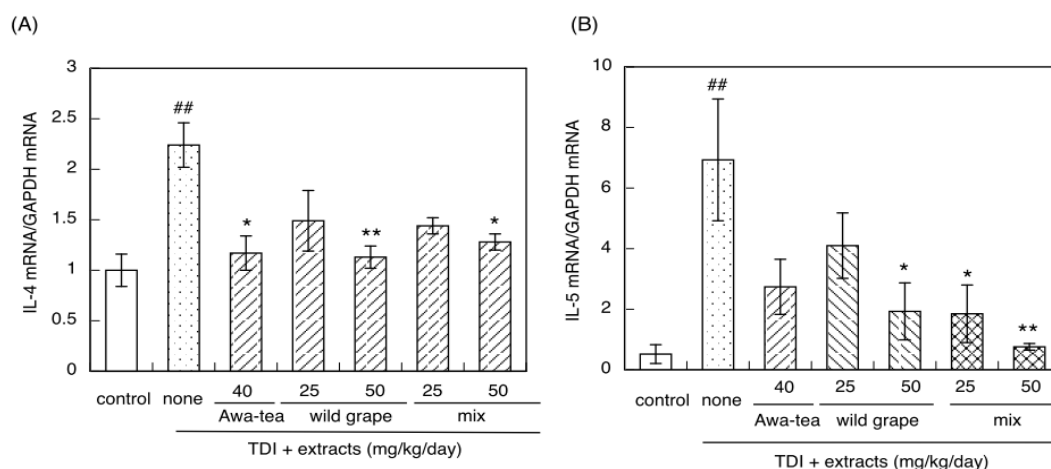 (A)
IL-4 mRNA/GAPDH mRNA
3
2.5
2
1.5
1
0.5
0
##
*
**
*
control
none
40
25
50
25
50
Awa-tea
wild grape
mix
TDI + extracts (mg/kg/day)
(B)
IL-5 mRNA/GAPDH mRNA
10
8
6
4
2
0
##
*
*
**
control
none
40
25
50
25
50
Awa-tea
wild grape
mix
TDI + extracts (mg/kg/day)